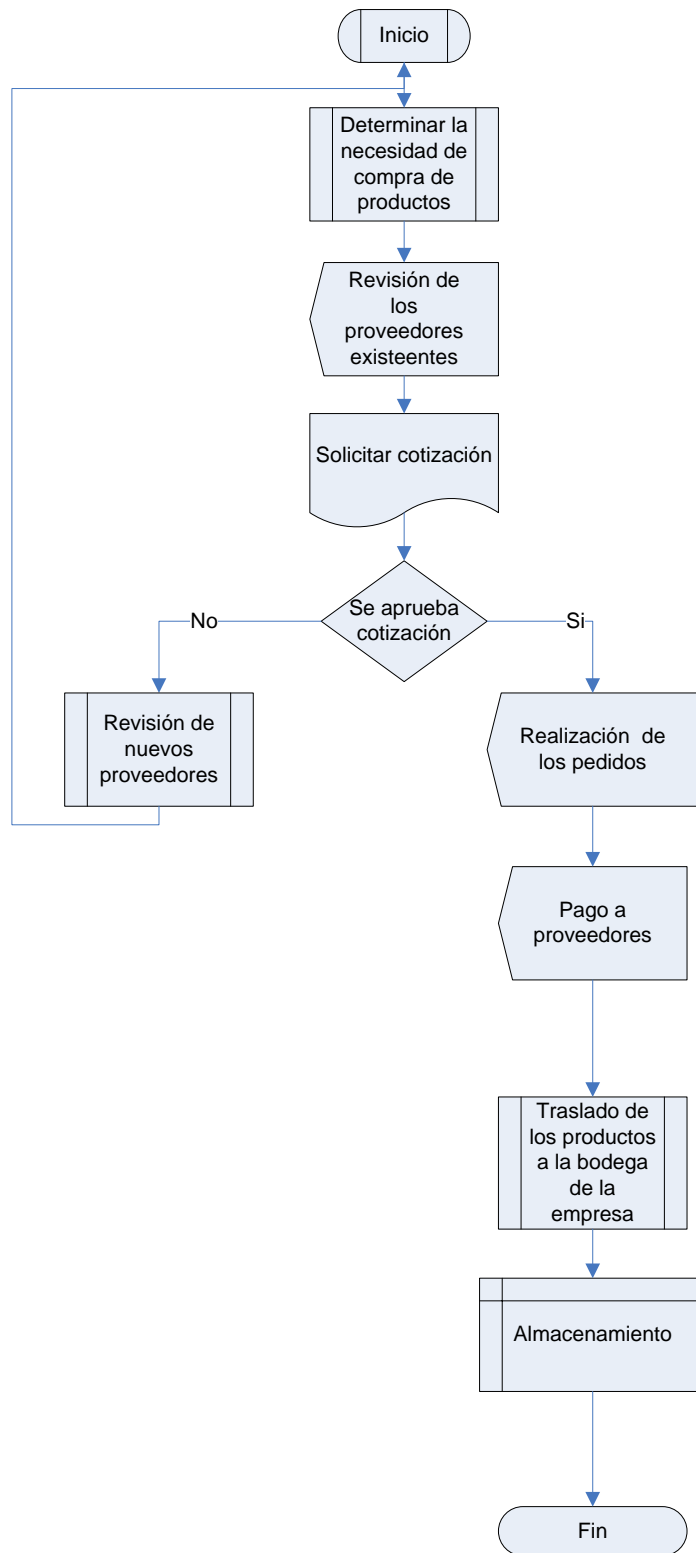 Inicio
Determinar la
necesidad de
compra de
productos
Revisión de
los
proveedores
existeentes
Solicitar cotización
Se aprueba
cotización
No
Si
Revisión de
nuevos
proveedores
Realización de
los pedidos
Pago a
proveedores
Traslado de
los productos
a la bodega
de la
empresa
Almacenamiento
Fin